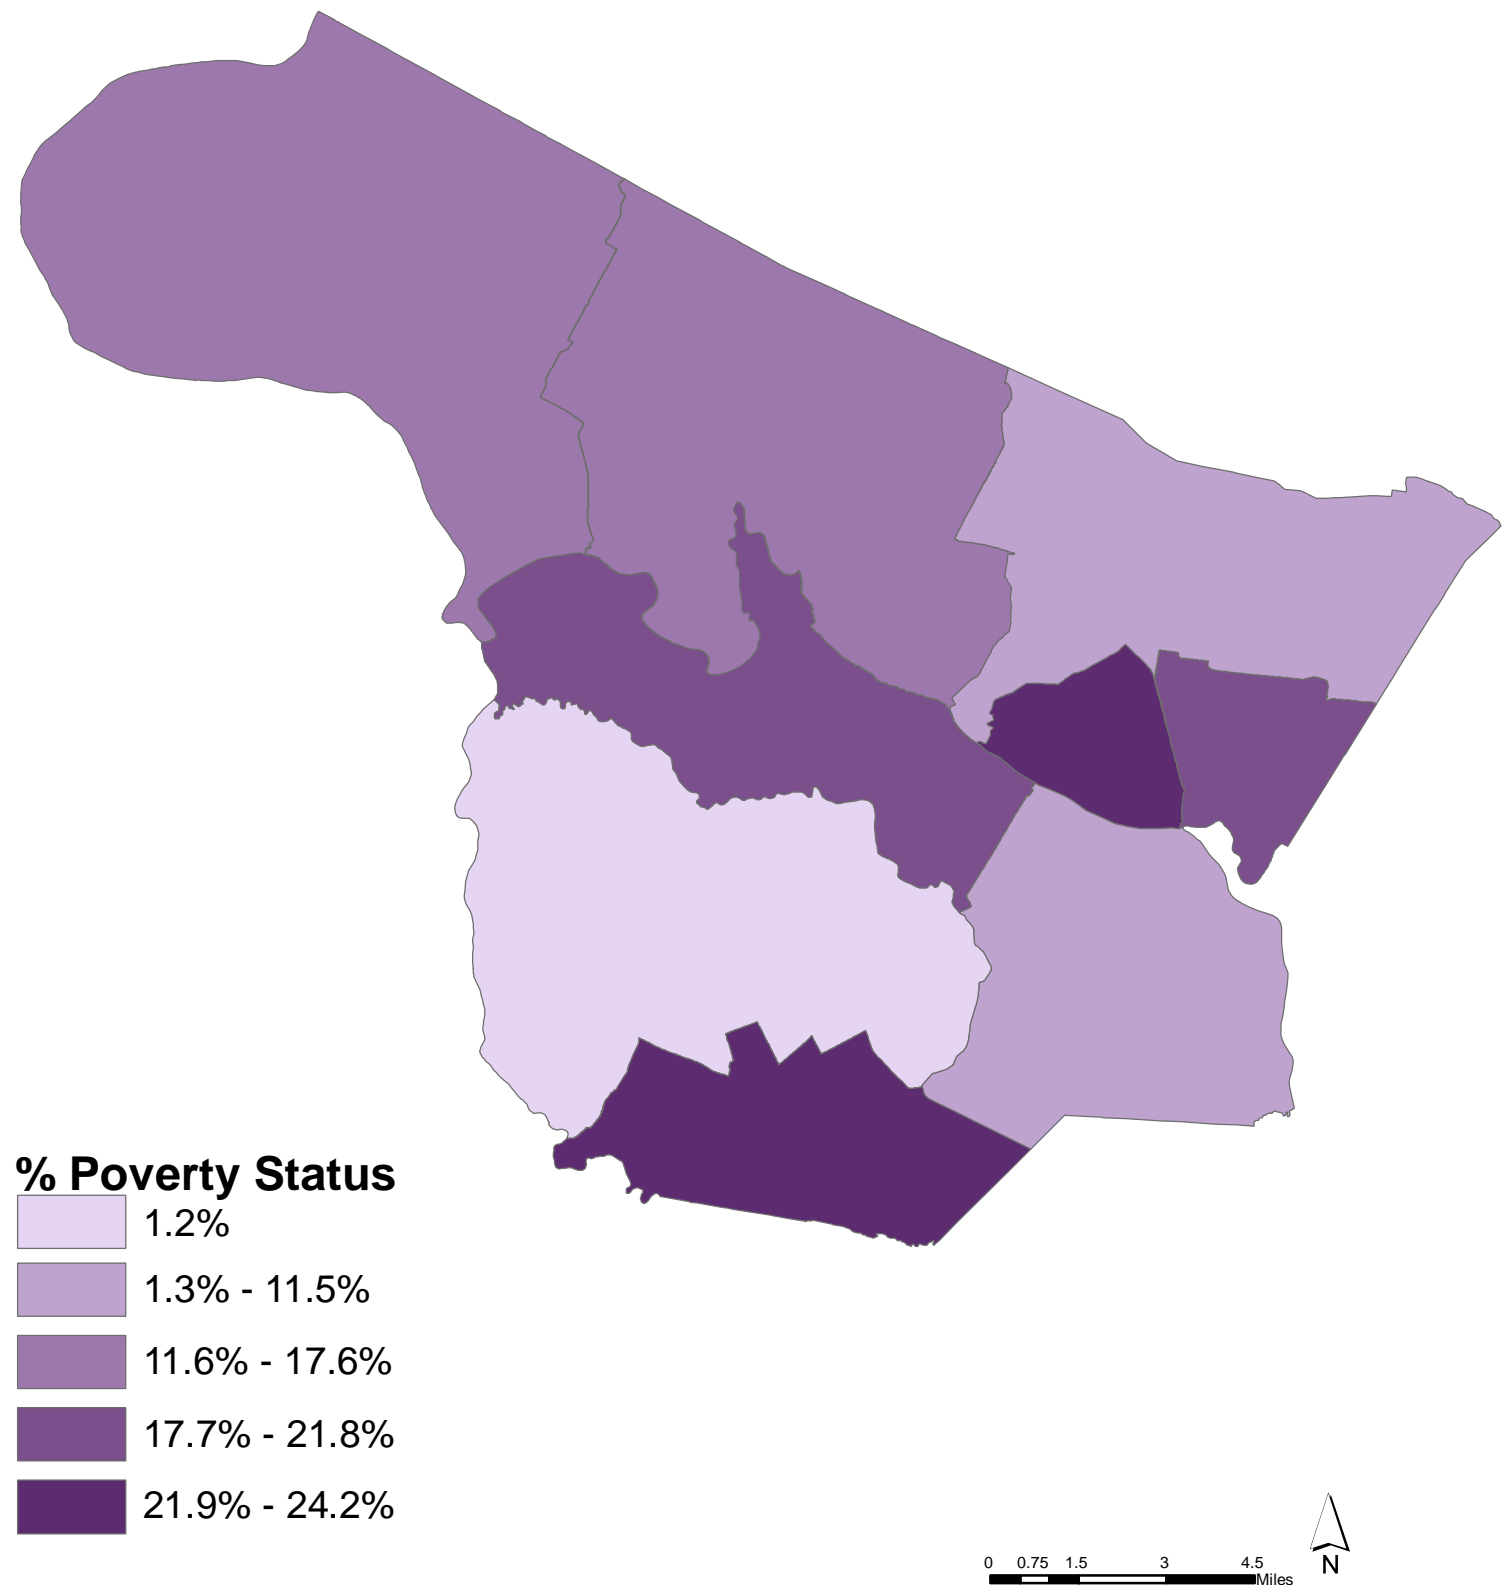 % Poverty Status
1.2%
1.3% - 11.5%
11.6% - 17.6%
17.7% - 21.8%
21.9% - 24.2%
N
0 0.75 1.5 3 4.5
Miles